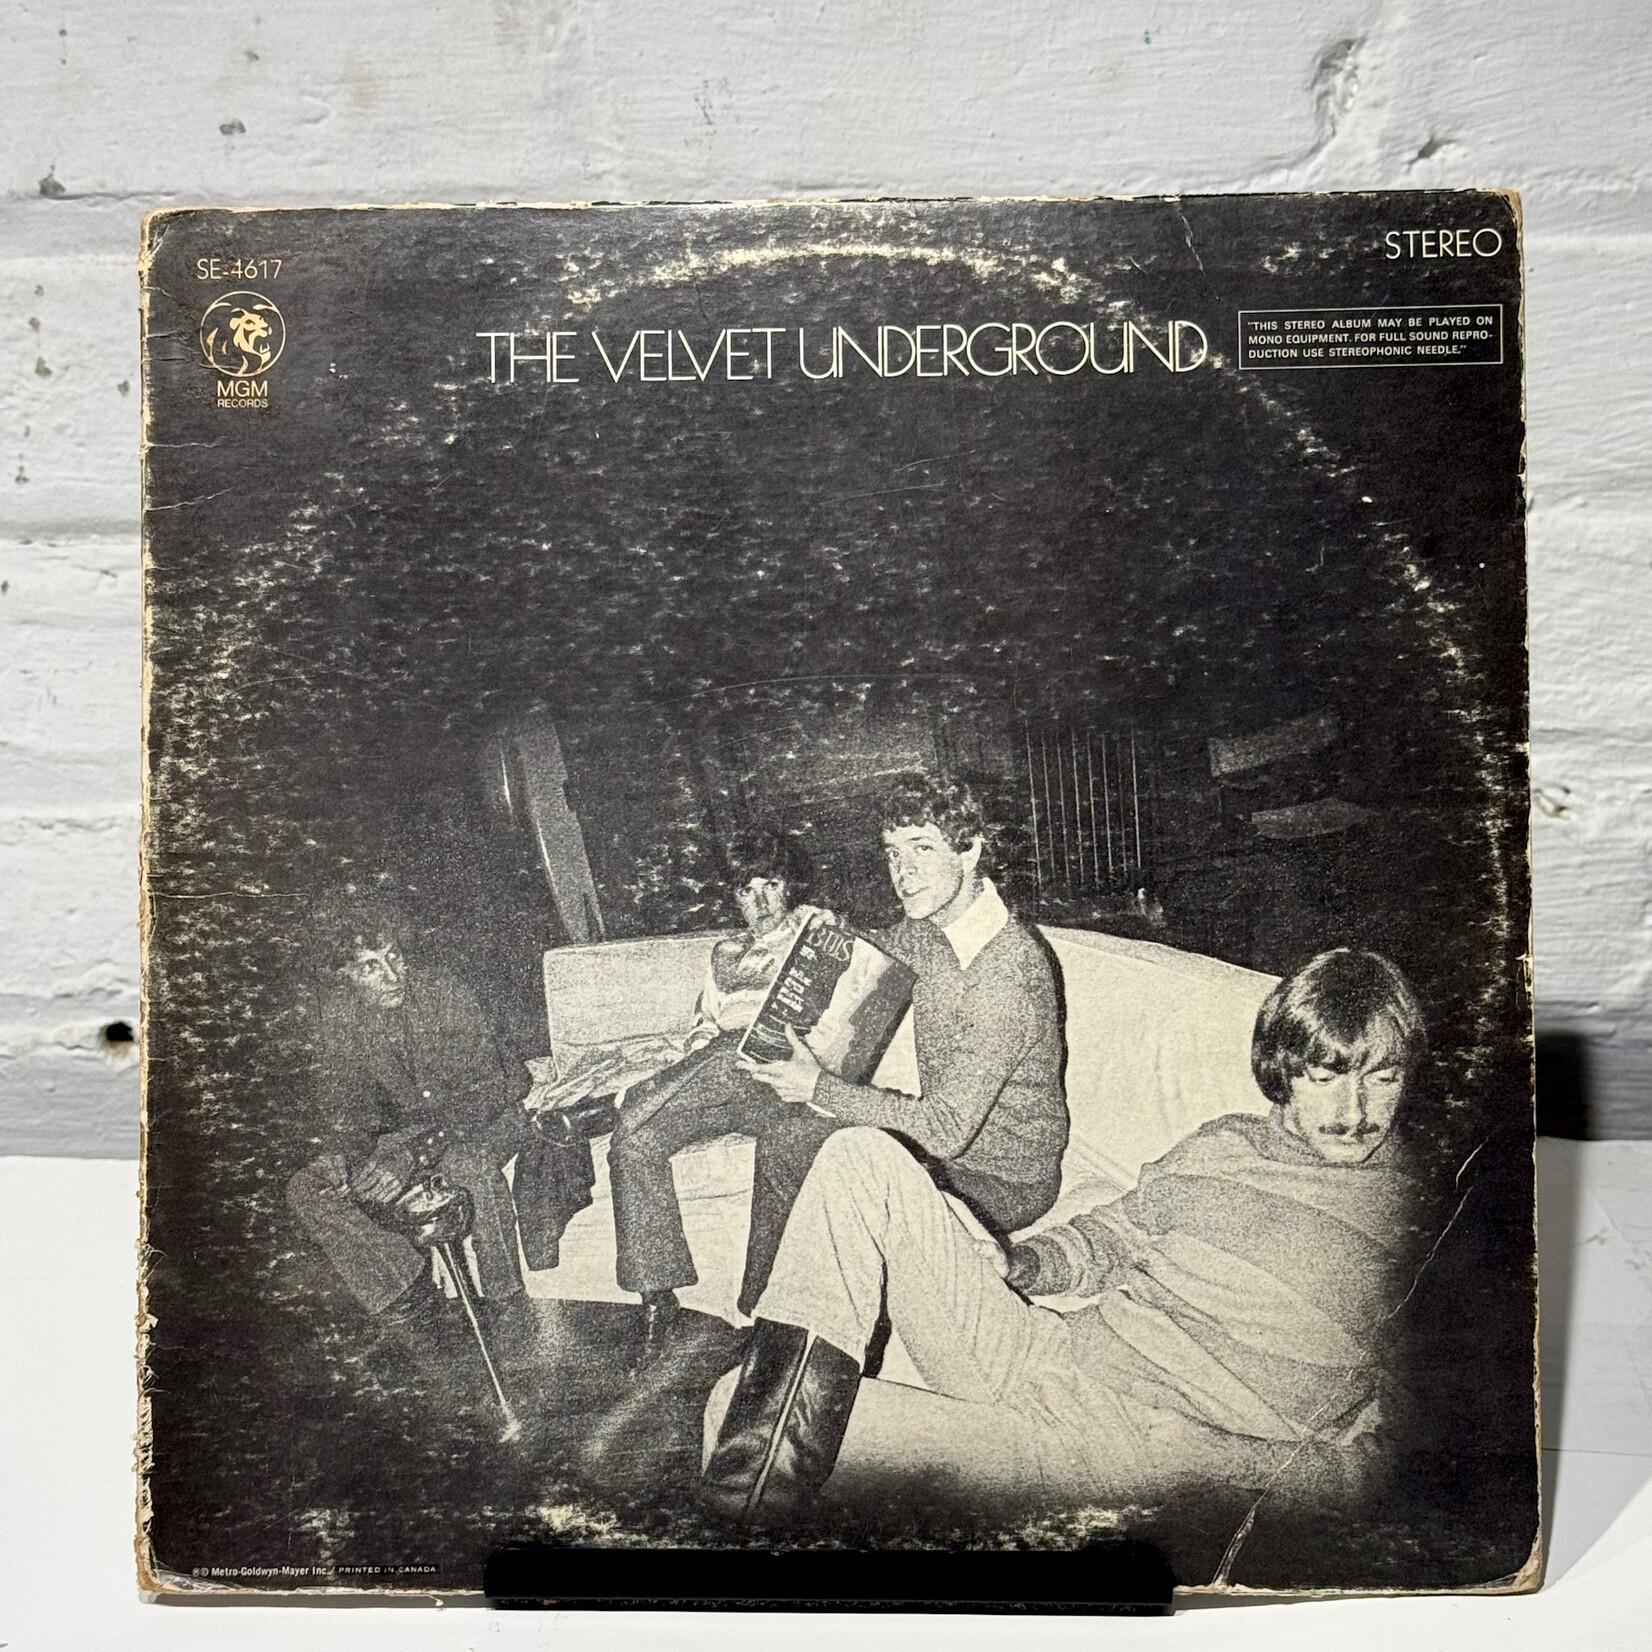 SE-4617
MGM
RECORDS
THE VELVET UNDERGROUND
STEREO
"THIS STEREO ALBUM MAY BE PLAYED ON
MONO EQUIPMENT. FOR FULL SOUND REPRO-
DUCTION USE STEREOPHONIC NEEDLE."
℗© Metro-Goldwyn-Mayer Inc./ PRINTED IN CANADA